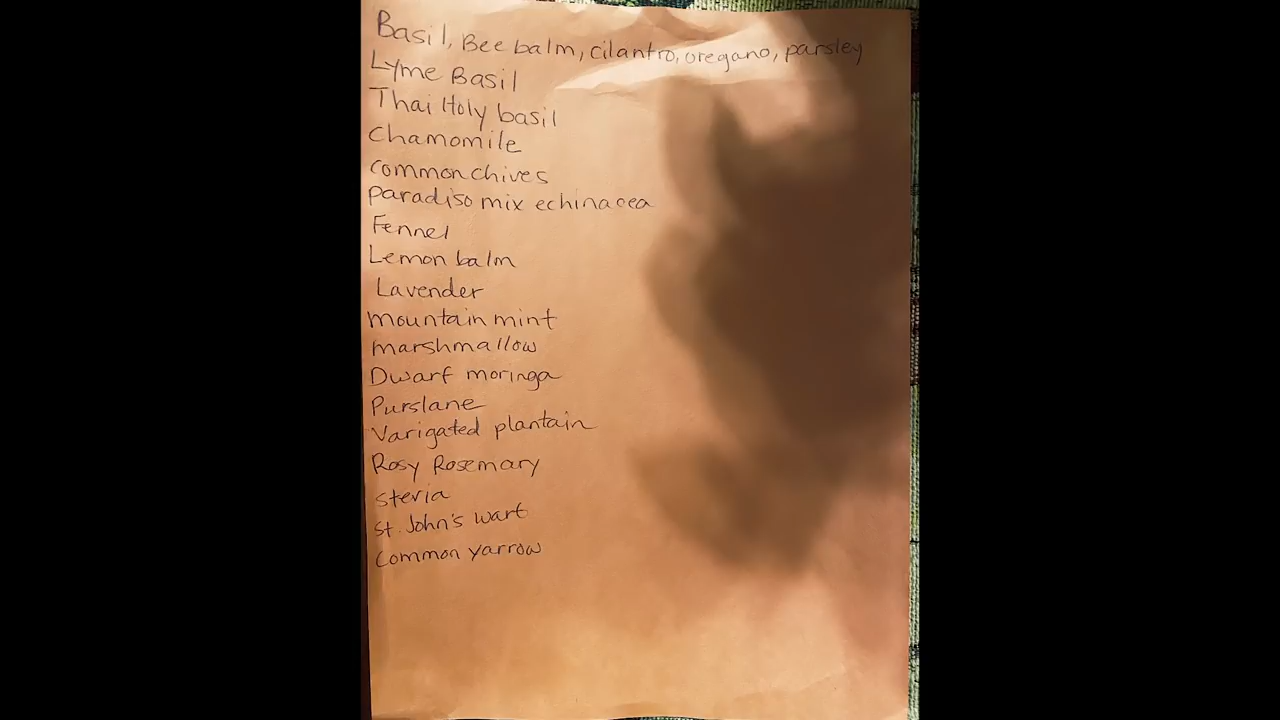 Basil, Bee balm, cilantro, oregano, parsley
Lyme Basil
Thai Holy basil
Chamomile
common chives
paradiso mix echinacea
Fennel
Lemon balm
Lavender
mountain mint
marshmallow
Dwarf moringa
Purslane
Varigated plantain
Rosy Rosemary
stevia
St. John's wart
Common yarrow